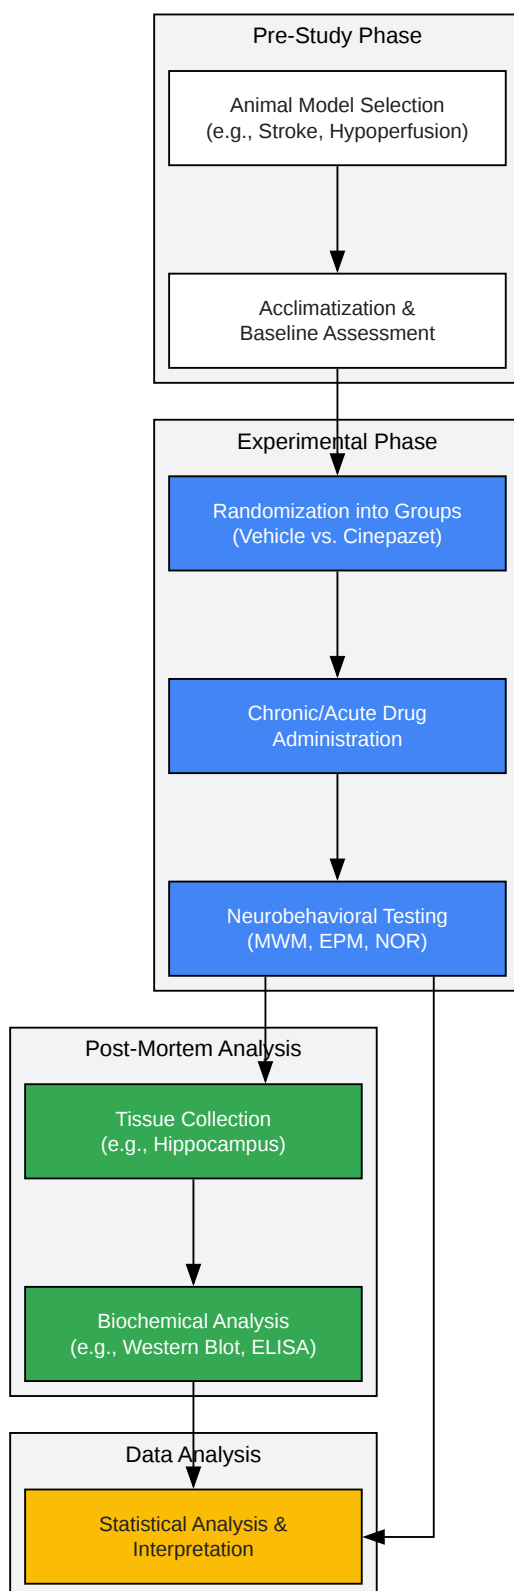 Pre-Study Phase
Animal Model Selection
(e.g., Stroke, Hypoperfusion)
Acclimatization &
Baseline Assessment
Experimental Phase
Randomization into Groups
(Vehicle vs. Cinepazet)
Chronic/Acute Drug
Administration
Neurobehavioral Testing
(MWM, EPM, NOR)
Post-Mortem Analysis
Tissue Collection
(e.g., Hippocampus)
Biochemical Analysis
(e.g., Western Blot, ELISA)
Data Analysis
Statistical Analysis &
Interpretation